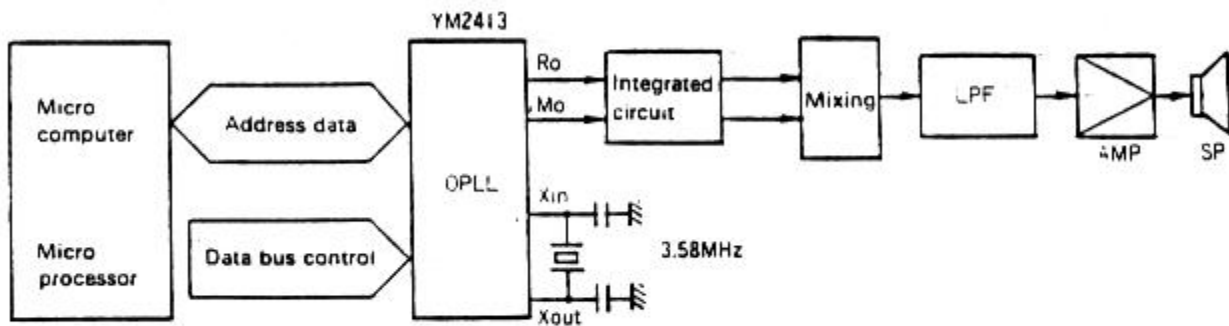 YM2413
Micro
computer
Address data
OPLL
Ro
Mo
Integrated
circuit
Mixing
LPF
AMP
SP
Xin
3.58MHz
Xout
Micro
processor
Data bus control